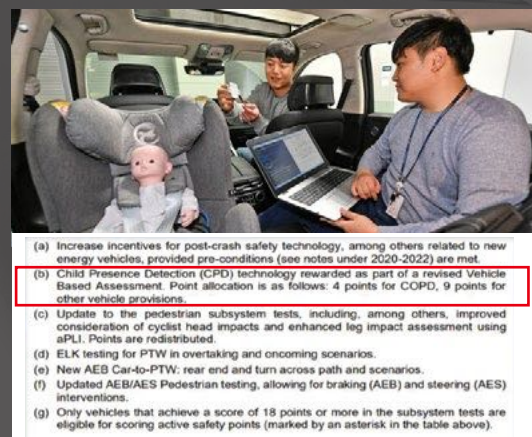 (a) Increase incentives for post-crash safety technology, among others related to new
energy vehicles, provided pre-conditions (see notes under 2020-2022) are met.
(b) Child Presence Detection (CPD) technology rewarded as part of a revised Vehicle
Based Assessment. Point allocation is as follows: 4 points for COPD, 9 points for
other vehicle provisions.
(c) Update to the pedestrian subsystem tests, including, among others, improved
consideration of cyclist head impacts and enhanced leg impact assessment using
aPLI. Points are redistributed.
(d) ELK testing for PTW in overtaking and oncoming scenarios.
(e) New AEB Car-to-PTW: rear end and turn across path and scenarios.
(f) Updated AEB/AES Pedestrian testing, allowing for braking (AEB) and steering (AES)
interventions.
(g) Only vehicles that achieve a score of 18 points or more in the subsystem tests are
eligible for scoring active safety points (marked by an asterisk in the table above).